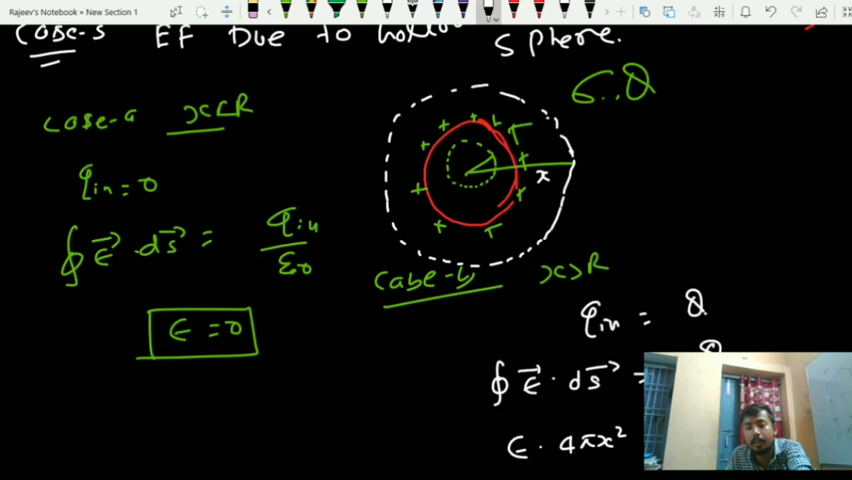 Rajeev's Notebook » New Section 1
Case-3 EF Due to hollow Sphere.
Case-a x<R
σ..Q
q in = 0
∮ E⃗ . ds⃗ = q in / ε0
x
Case-b x>R
E = 0
q in = Q
∮ E⃗ . ds⃗ =
E . 4πx²